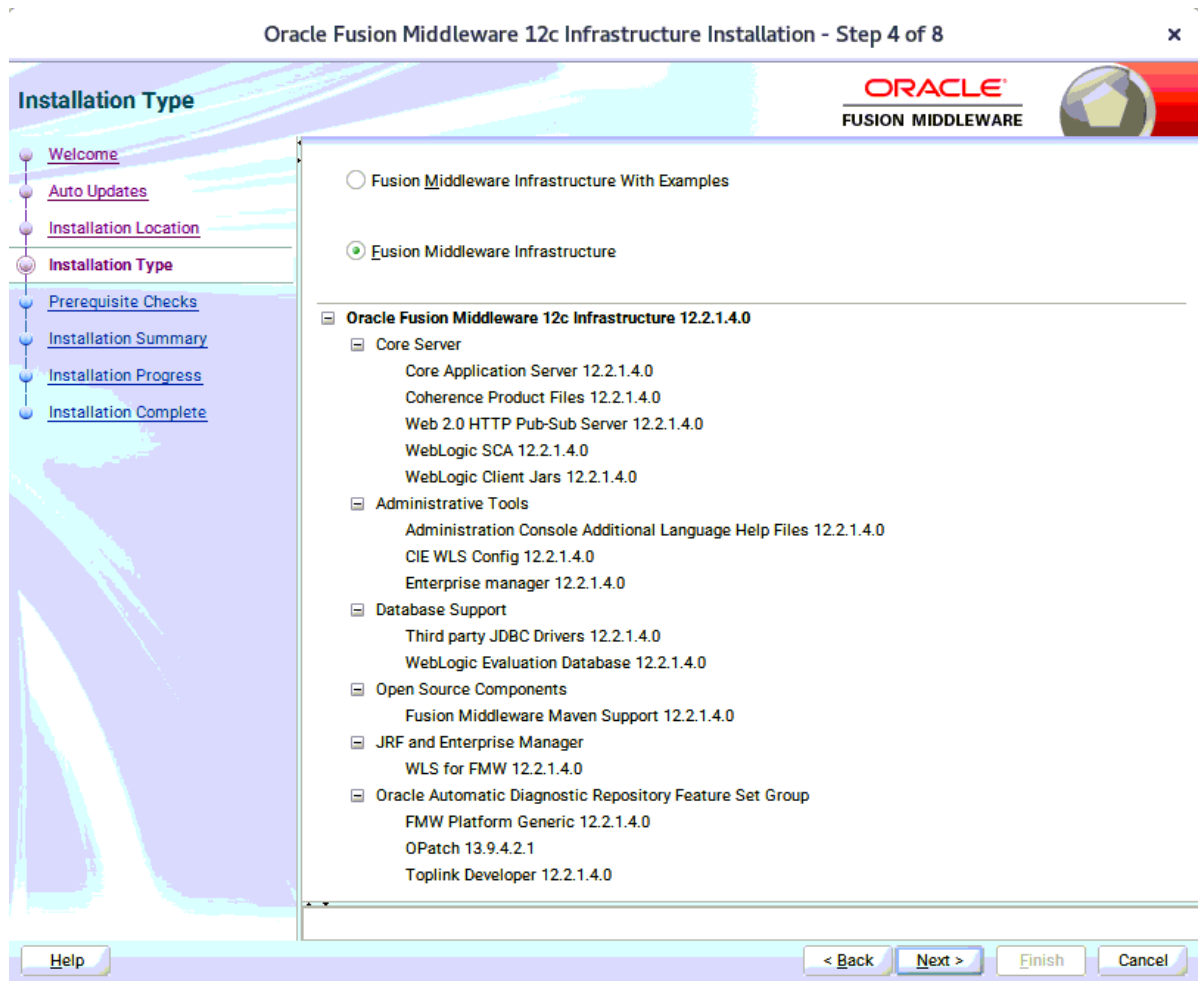 Oracle Fusion Middleware 12c Infrastructure Installation - Step 4 of 8
Installation Type
ORACLE
FUSION MIDDLEWARE
Welcome
Auto Updates
Installation Location
Installation Type
Prerequisite Checks
Installation Summary
Installation Progress
Installation Complete
Fusion Middleware Infrastructure With Examples
Fusion Middleware Infrastructure
Oracle Fusion Middleware 12c Infrastructure 12.2.1.4.0
Core Server
Core Application Server 12.2.1.4.0
Coherence Product Files 12.2.1.4.0
Web 2.0 HTTP Pub-Sub Server 12.2.1.4.0
WebLogic SCA 12.2.1.4.0
WebLogic Client Jars 12.2.1.4.0
Administrative Tools
Administration Console Additional Language Help Files 12.2.1.4.0
CIE WLS Config 12.2.1.4.0
Enterprise manager 12.2.1.4.0
Database Support
Third party JDBC Drivers 12.2.1.4.0
WebLogic Evaluation Database 12.2.1.4.0
Open Source Components
Fusion Middleware Maven Support 12.2.1.4.0
JRF and Enterprise Manager
WLS for FMW 12.2.1.4.0
Oracle Automatic Diagnostic Repository Feature Set Group
FMW Platform Generic 12.2.1.4.0
OPatch 13.9.4.2.1
Toplink Developer 12.2.1.4.0
Help
< Back
Next >
Finish
Cancel